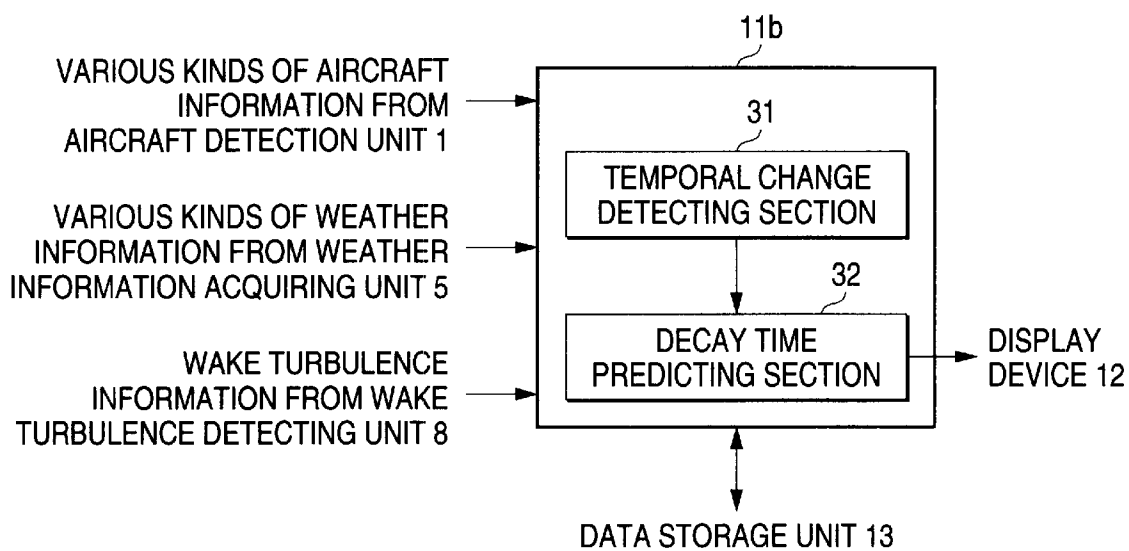 11b
VARIOUS KINDS OF AIRCRAFT
INFORMATION FROM
AIRCRAFT DETECTION UNIT 1
31
TEMPORAL CHANGE
DETECTING SECTION
VARIOUS KINDS OF WEATHER
INFORMATION FROM WEATHER
INFORMATION ACQUIRING UNIT 5
32
DECAY TIME
PREDICTING SECTION
DISPLAY
DEVICE 12
WAKE TURBULENCE
INFORMATION FROM WAKE
TURBULENCE DETECTING UNIT 8
DATA STORAGE UNIT 13